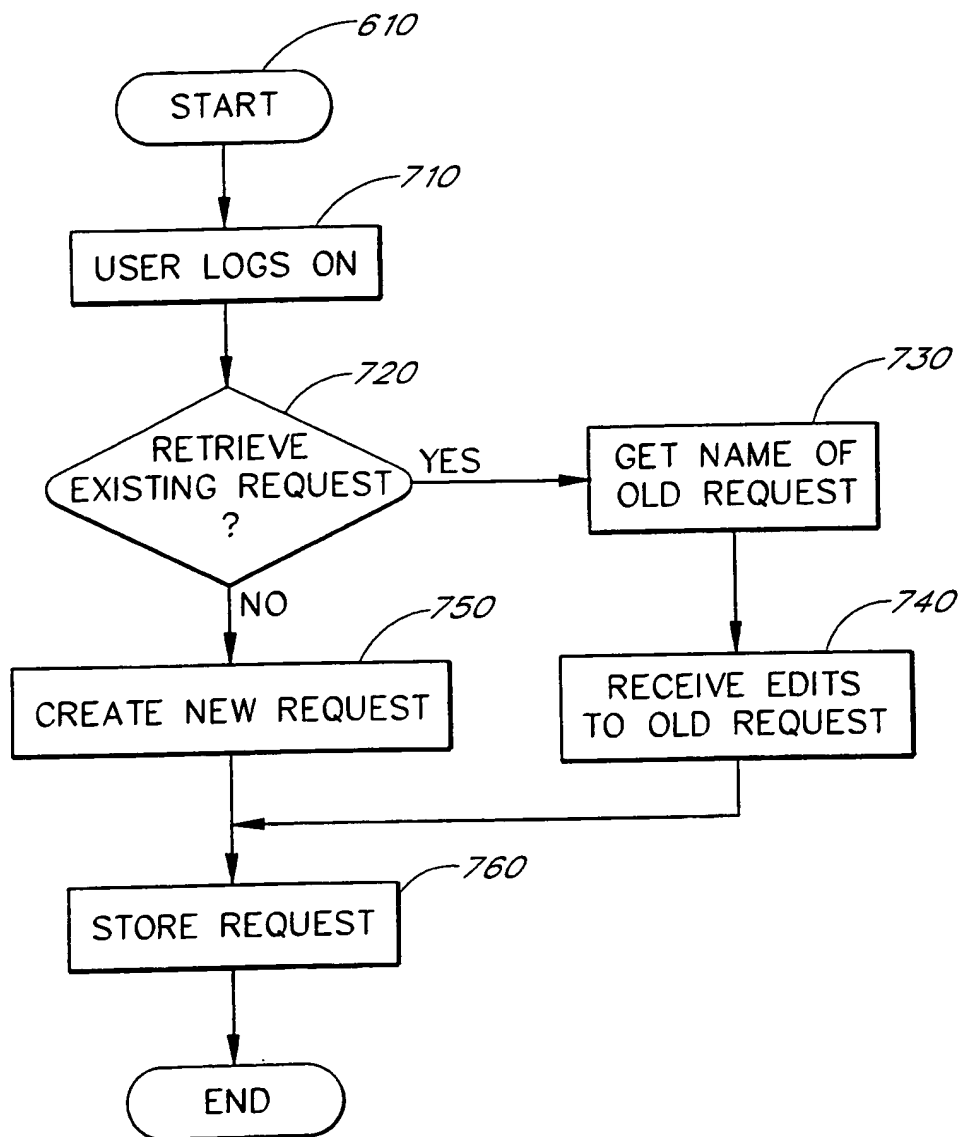 610
START
710
USER LOGS ON
720
RETRIEVE
EXISTING REQUEST
?
YES
730
GET NAME OF
OLD REQUEST
NO
750
CREATE NEW REQUEST
740
RECEIVE EDITS
TO OLD REQUEST
760
STORE REQUEST
END